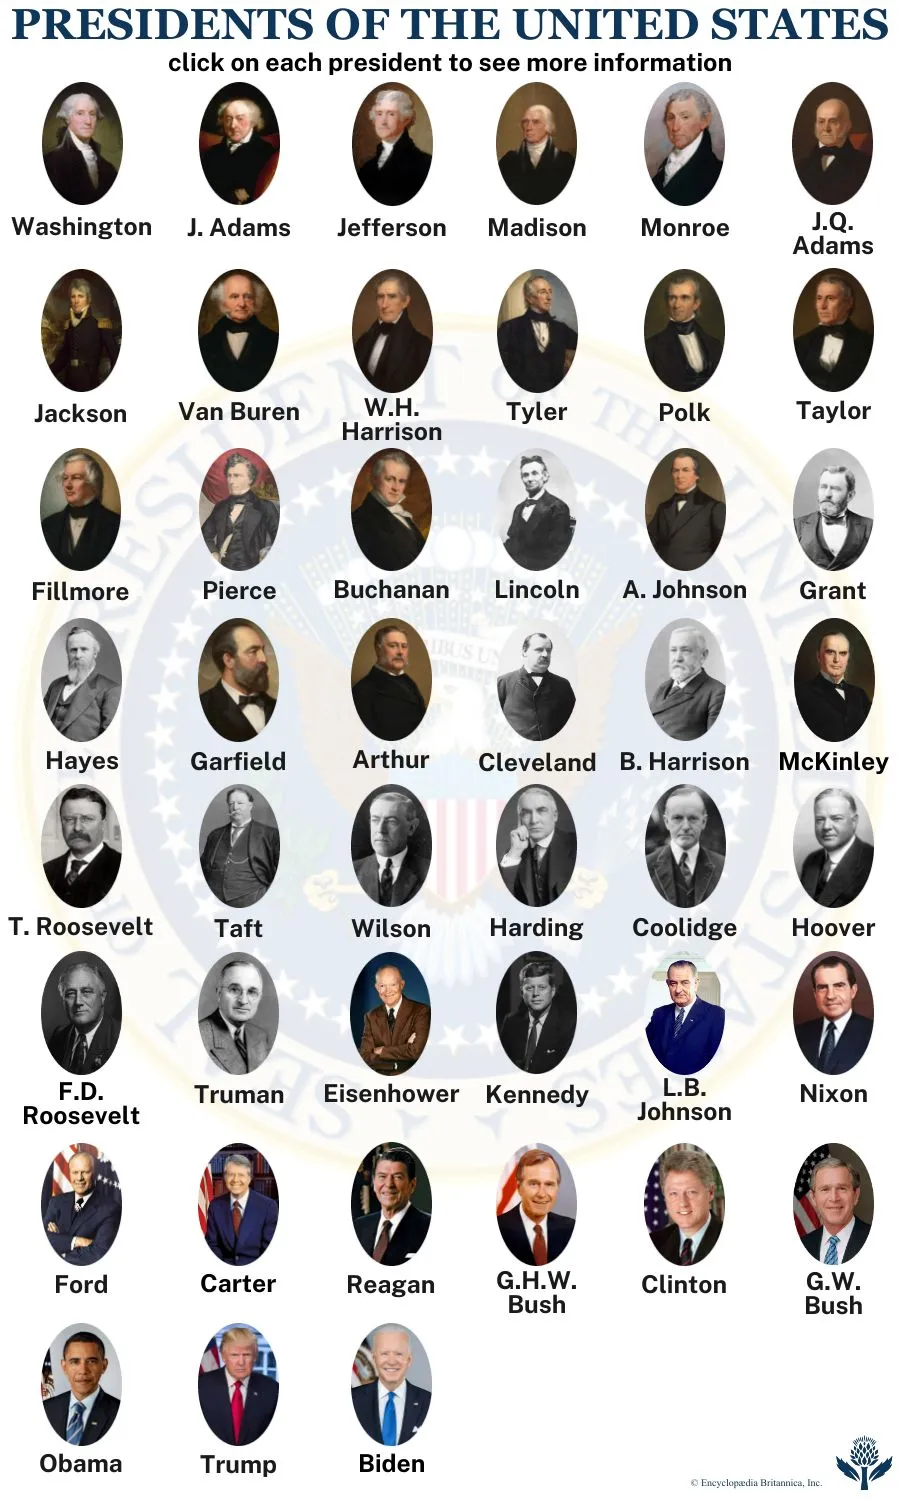 PRESIDENTS OF THE UNITED STATES
click on each president to see more information
Washington
J. Adams
Jefferson
Madison
Monroe
J.Q.
Adams
Jackson
Van Buren
W.H.
Harrison
Tyler
Polk
Taylor
Fillmore
Pierce
Buchanan
Lincoln
A. Johnson
Grant
Hayes
Garfield
Arthur
Cleveland
B. Harrison
McKinley
T. Roosevelt
Taft
Wilson
Harding
Coolidge
Hoover
F.D.
Roosevelt
Truman
Eisenhower
Kennedy
L.B.
Johnson
Nixon
Ford
Carter
Reagan
G.H.W.
Bush
Clinton
G.W.
Bush
Obama
Trump
Biden
© Encyclopædia Britannica, Inc.